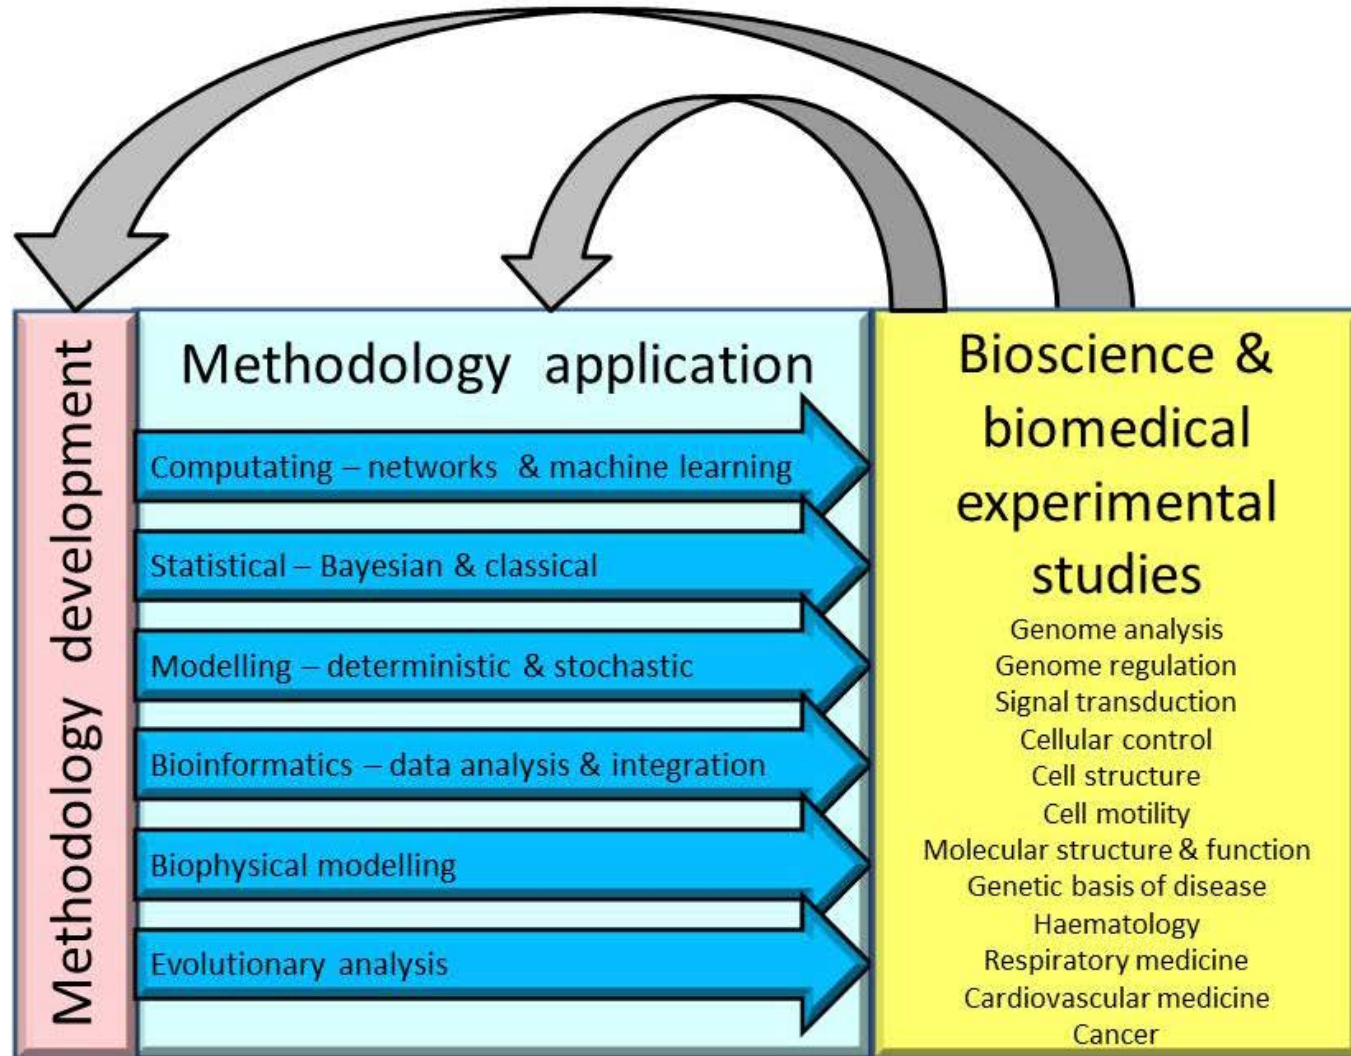 Methodology development
Methodology application
Computating – networks & machine learning
Statistical – Bayesian & classical
Modelling – deterministic & stochastic
Bioinformatics – data analysis & integration
Biophysical modelling
Evolutionary analysis
Bioscience &
biomedical
experimental
studies
Genome analysis
Genome regulation
Signal transduction
Cellular control
Cell structure
Cell motility
Molecular structure & function
Genetic basis of disease
Haematology
Respiratory medicine
Cardiovascular medicine
Cancer